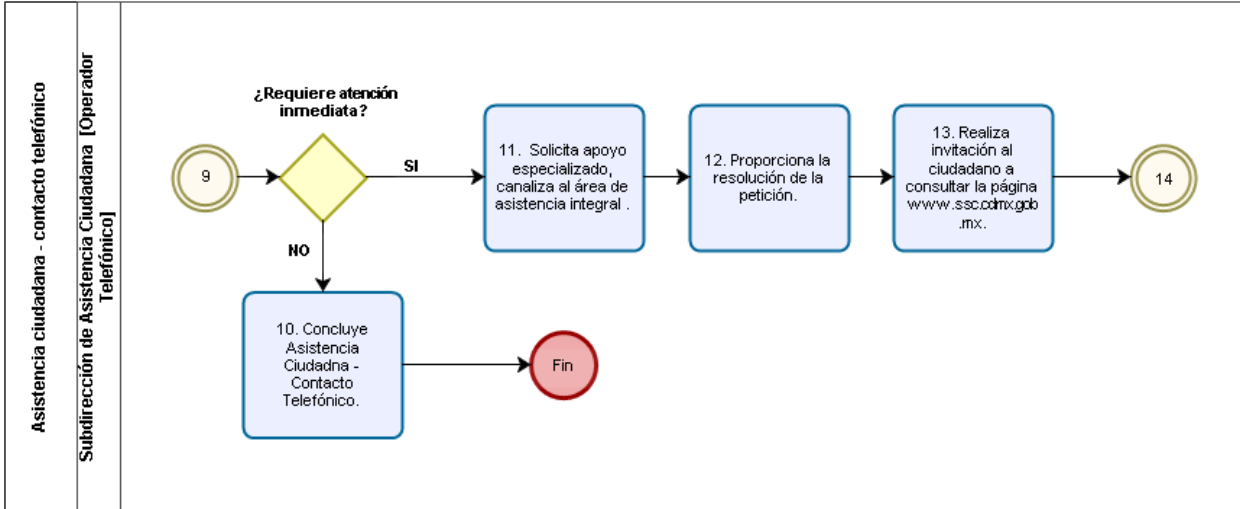 Asistencia ciudadana - contacto telefónico
Subdirección de Asistencia Ciudadana [Operador
Telefónico]
¿Requiere atención
inmediata?
9
SI
11. Solicita apoyo
especializado,
canaliza al área de
asistencia integral .
12. Proporciona la
resolución de la
petición.
13. Realiza
invitación al
ciudadano a
consultar la página
www.ssc.cdmx.gob
.mx.
14
NO
10. Concluye
Asistencia
Ciudadna -
Contacto
Telefónico.
Fin